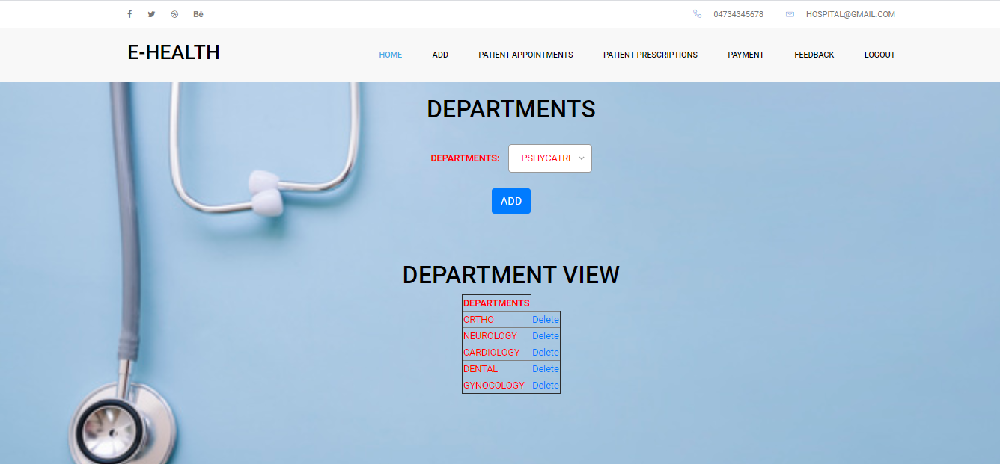 Bē 04734345678 HOSPITAL@GMAIL.COM
E-HEALTH HOME ADD PATIENT APPOINTMENTS PATIENT PRESCRIPTIONS PAYMENT FEEDBACK LOGOUT
DEPARTMENTS
DEPARTMENTS: PSHYCATRI
ADD
DEPARTMENT VIEW
DEPARTMENTS
ORTHO Delete
NEUROLOGY Delete
CARDIOLOGY Delete
DENTAL Delete
GYNOCOLOGY Delete